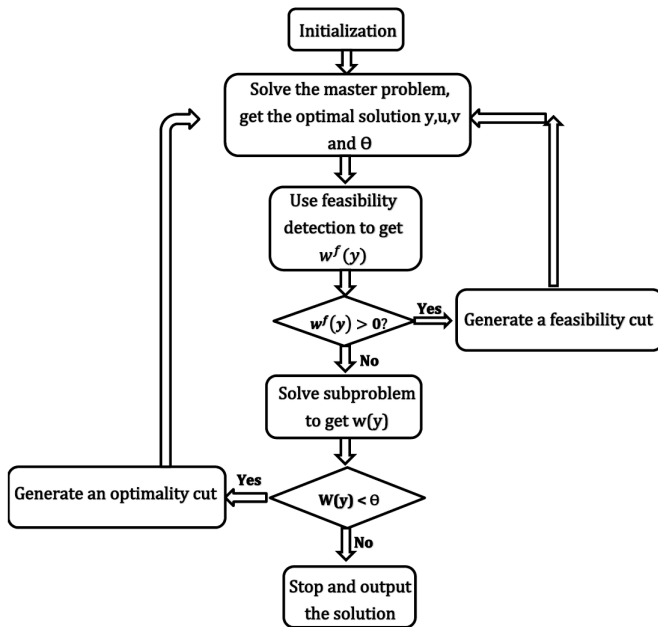 Initialization
Solve the master problem,
get the optimal solution y,u,v
and Θ
Use feasibility
detection to get
w^f(y)
w^f(y) > 0?
Yes
Generate a feasibility cut
No
Solve subproblem
to get w(y)
Yes
Generate an optimality cut
W(y) < Θ
No
Stop and output
the solution